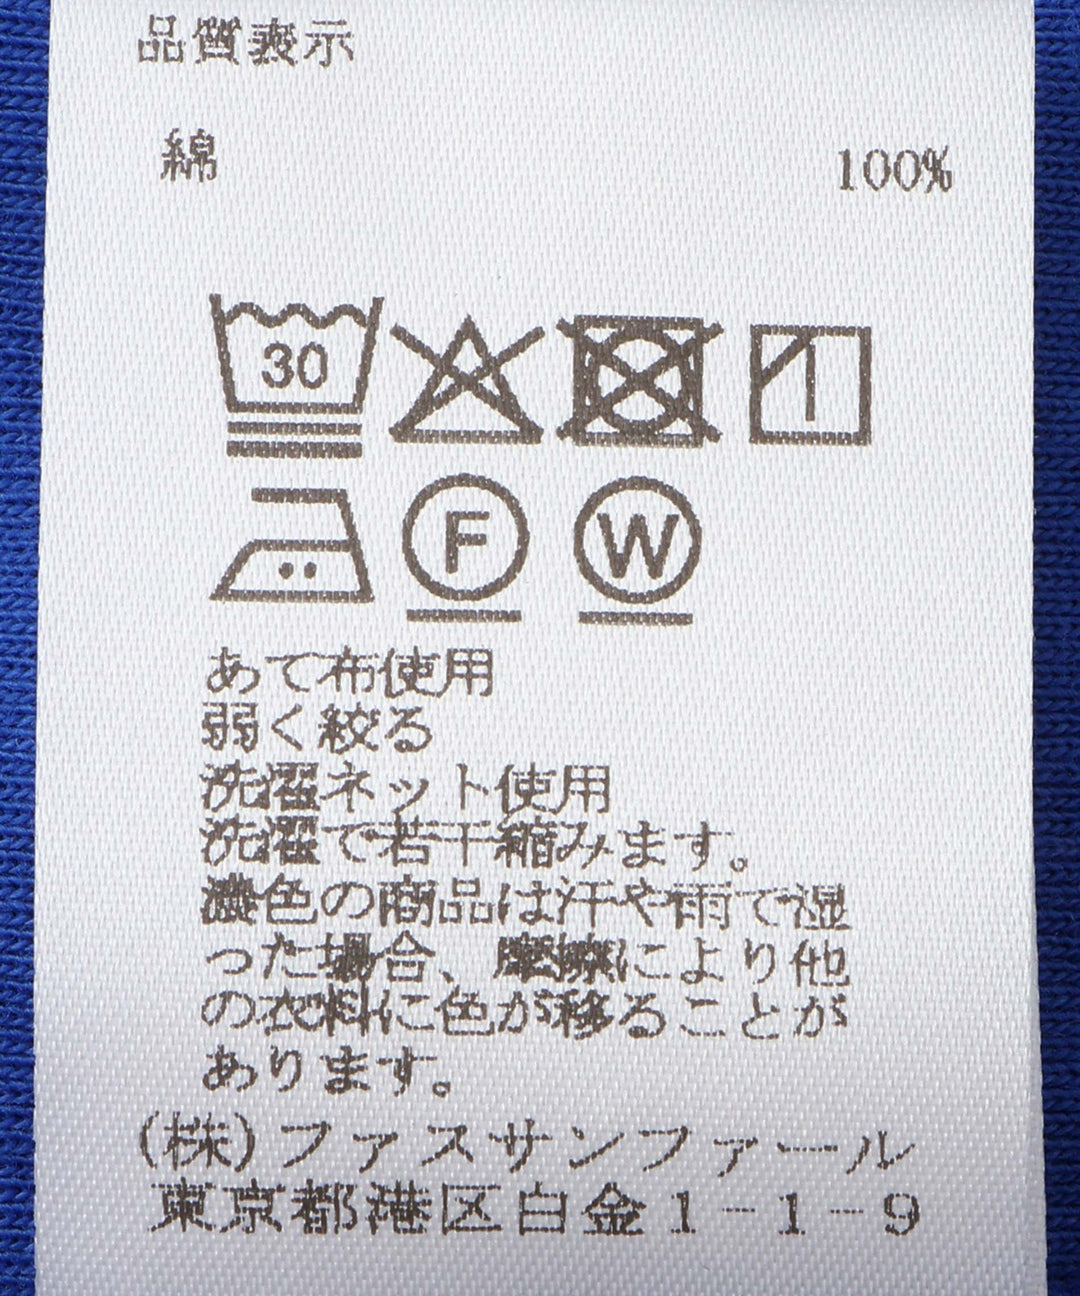 品質表示
綿 100%
30
F W
あて布使用
弱く絞る
洗濯ネット使用
洗濯で若干縮みます。
濃色の商品は汗や雨で湿
った場合、摩擦により他
の衣料に色が移ることが
あります。
(株)ファスサンファール
東京都港区白金1-1-9